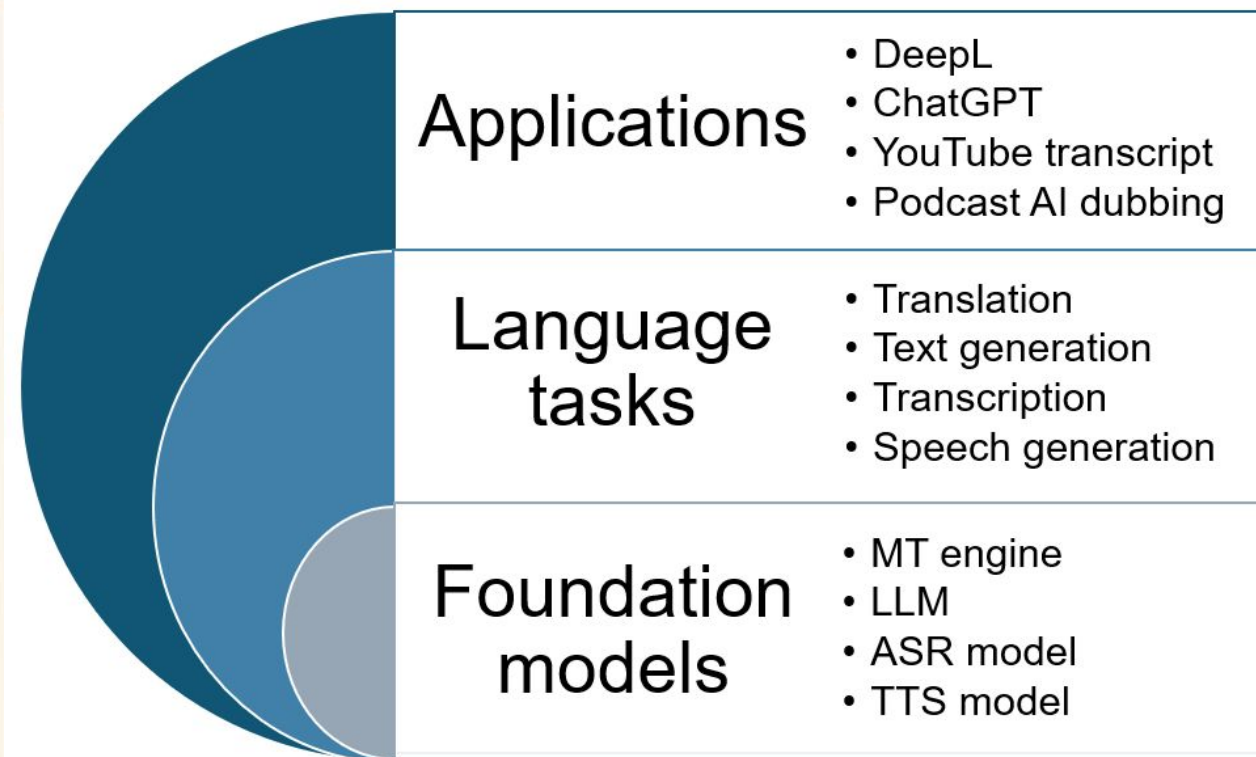 Applications
• DeepL
• ChatGPT
• YouTube transcript
• Podcast AI dubbing
Language
tasks
• Translation
• Text generation
• Transcription
• Speech generation
Foundation
models
• MT engine
• LLM
• ASR model
• TTS model